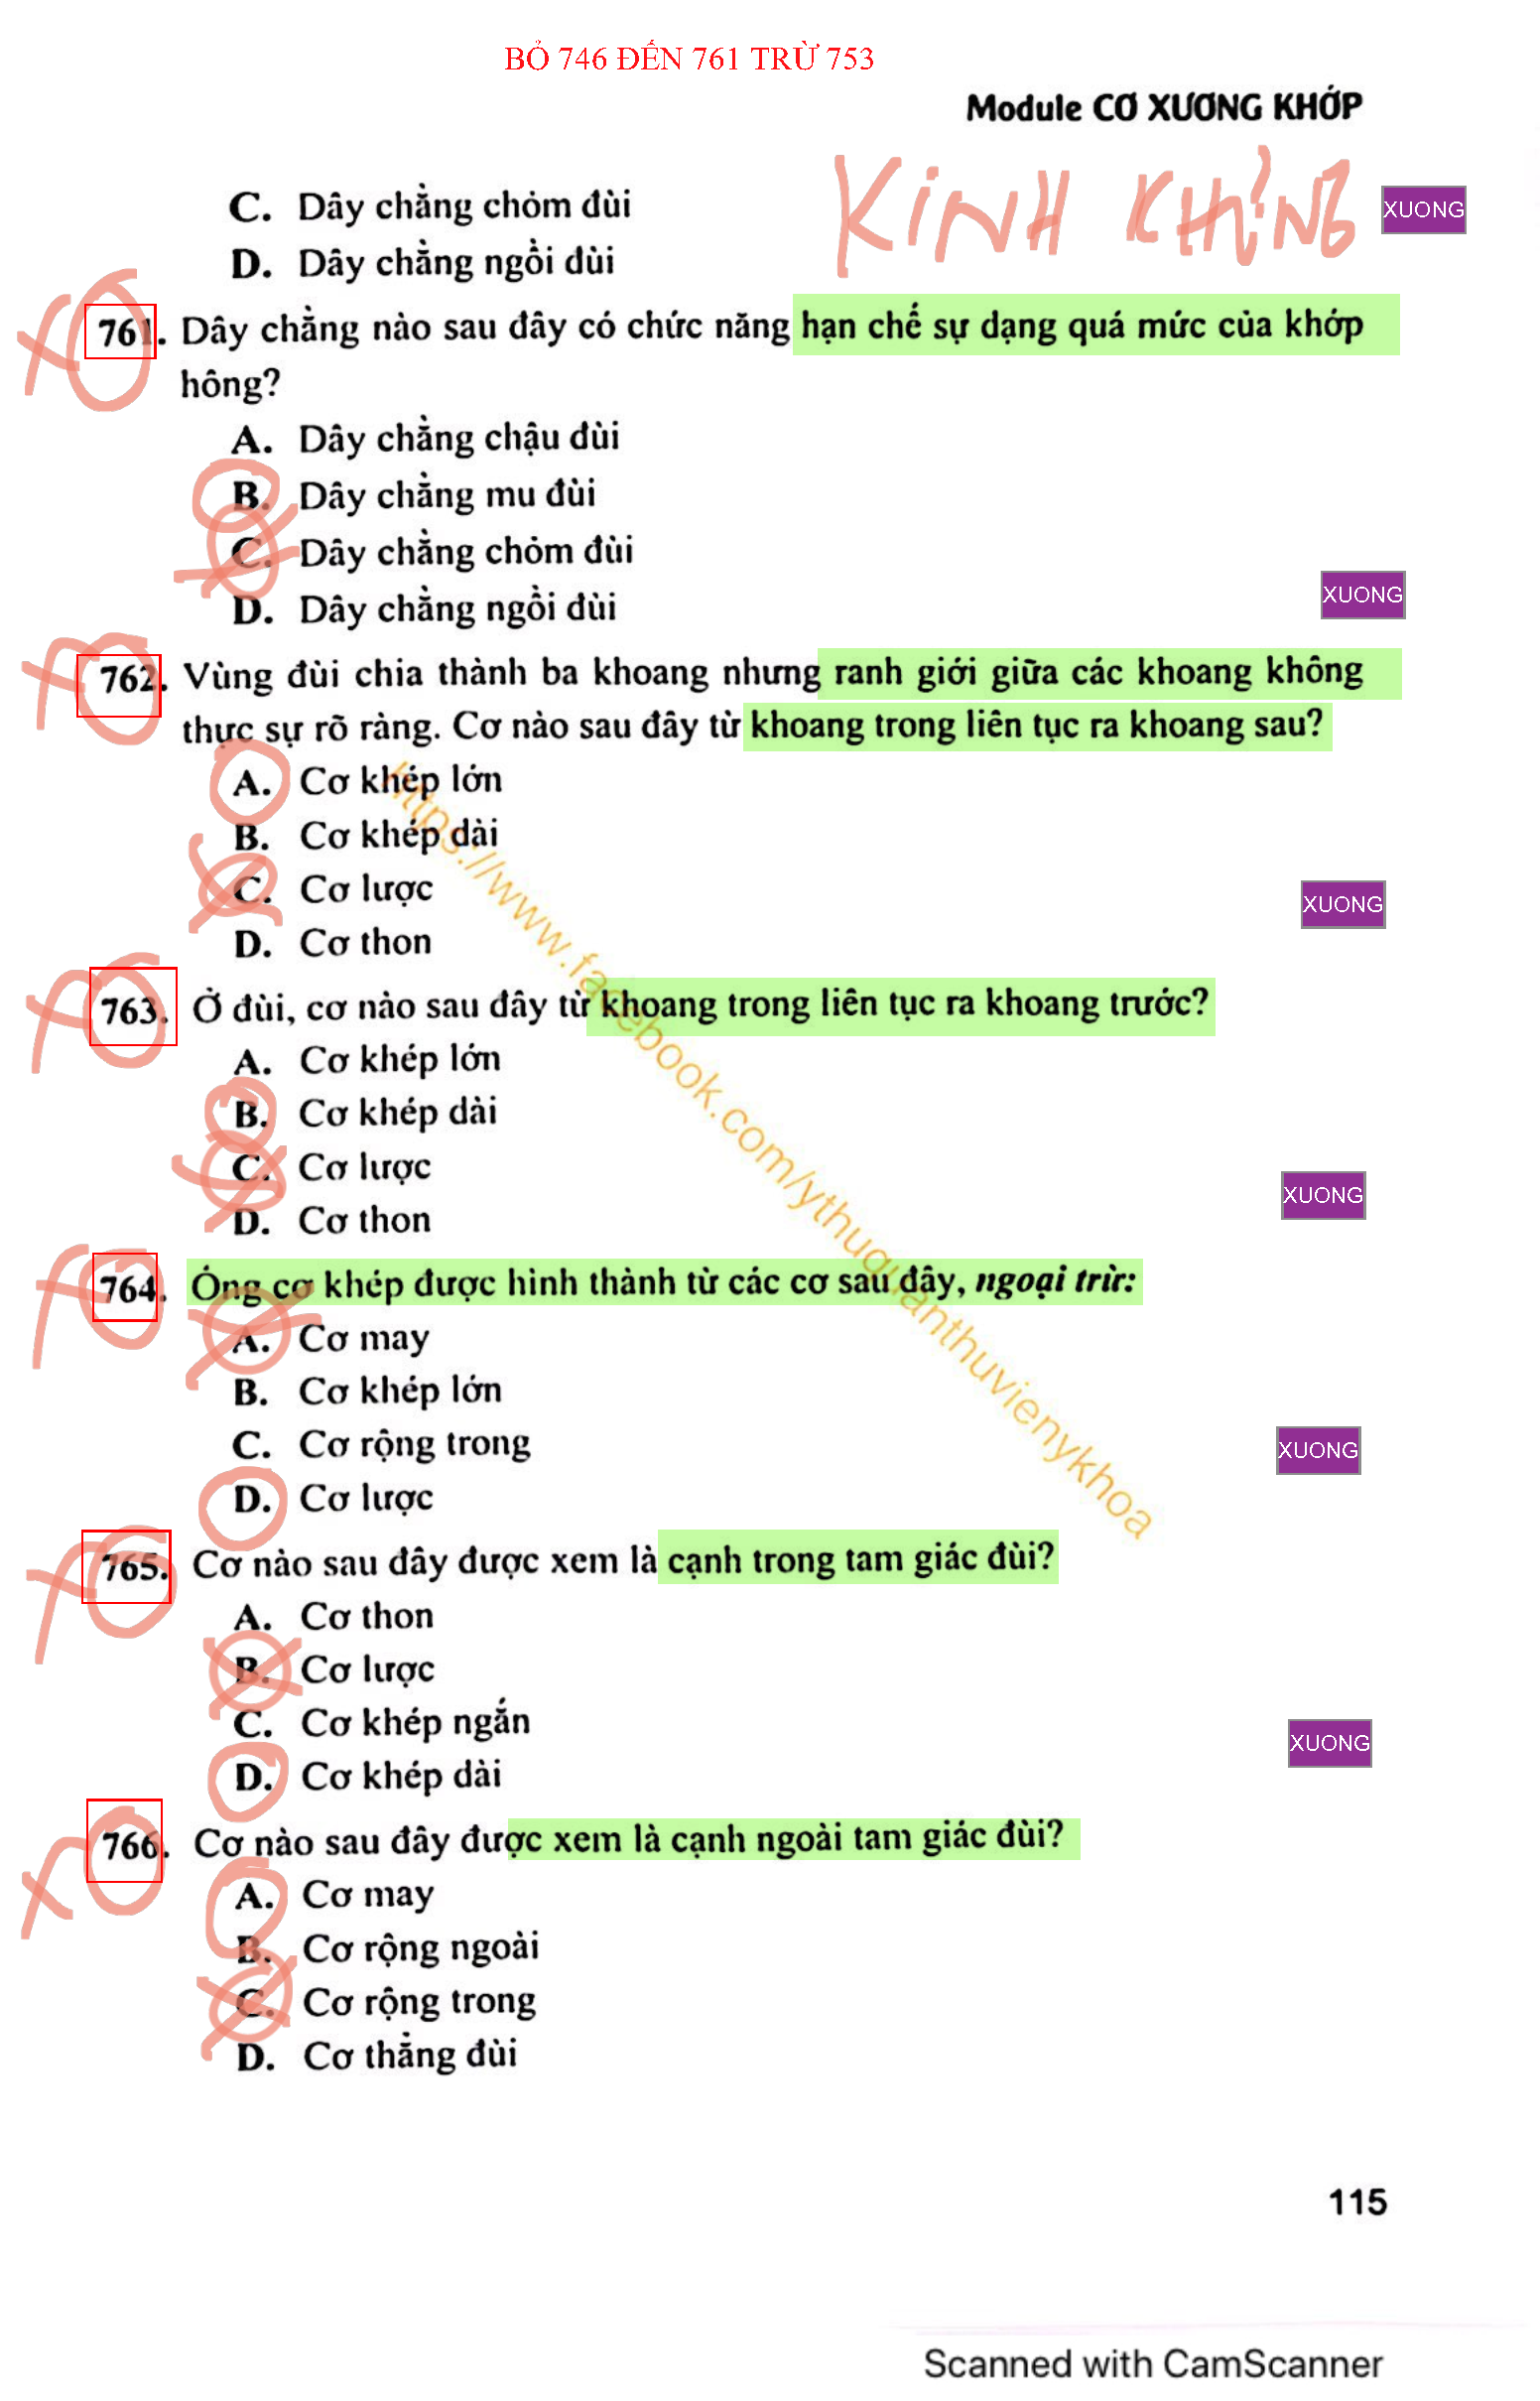 BỎ 746 ĐẾN 761 TRỪ 753
Module CƠ XƯƠNG KHỚP
KINH KHỦNG
C. Dây chằng chỏm đùi
XUONG
D. Dây chằng ngồi đùi
761. Dây chằng nào sau đây có chức năng hạn chế sự dạng quá mức của khớp
hông?
A. Dây chằng chậu đùi
B. Dây chằng mu đùi
C. Dây chằng chỏm đùi
XUONG
D. Dây chằng ngồi đùi
762. Vùng đùi chia thành ba khoang nhưng ranh giới giữa các khoang không
thực sự rõ ràng. Cơ nào sau đây từ khoang trong liên tục ra khoang sau?
A. Cơ khép lớn
B. Cơ khép dài
C. Cơ lược
XUONG
D. Cơ thon
763. Ở đùi, cơ nào sau đây từ khoang trong liên tục ra khoang trước?
A. Cơ khép lớn
B. Cơ khép dài
C. Cơ lược
XUONG
D. Cơ thon
764. Ống cơ khép được hình thành từ các cơ sau đây, ngoại trừ:
A. Cơ may
B. Cơ khép lớn
C. Cơ rộng trong
XUONG
D. Cơ lược
765. Cơ nào sau đây được xem là cạnh trong tam giác đùi?
A. Cơ thon
B. Cơ lược
C. Cơ khép ngắn
XUONG
D. Cơ khép dài
766. Cơ nào sau đây được xem là cạnh ngoài tam giác đùi?
A. Cơ may
B. Cơ rộng ngoài
C. Cơ rộng trong
D. Cơ thẳng đùi
https://www.facebook.com/ythuquanthuvienykhoa
115
Scanned with CamScanner